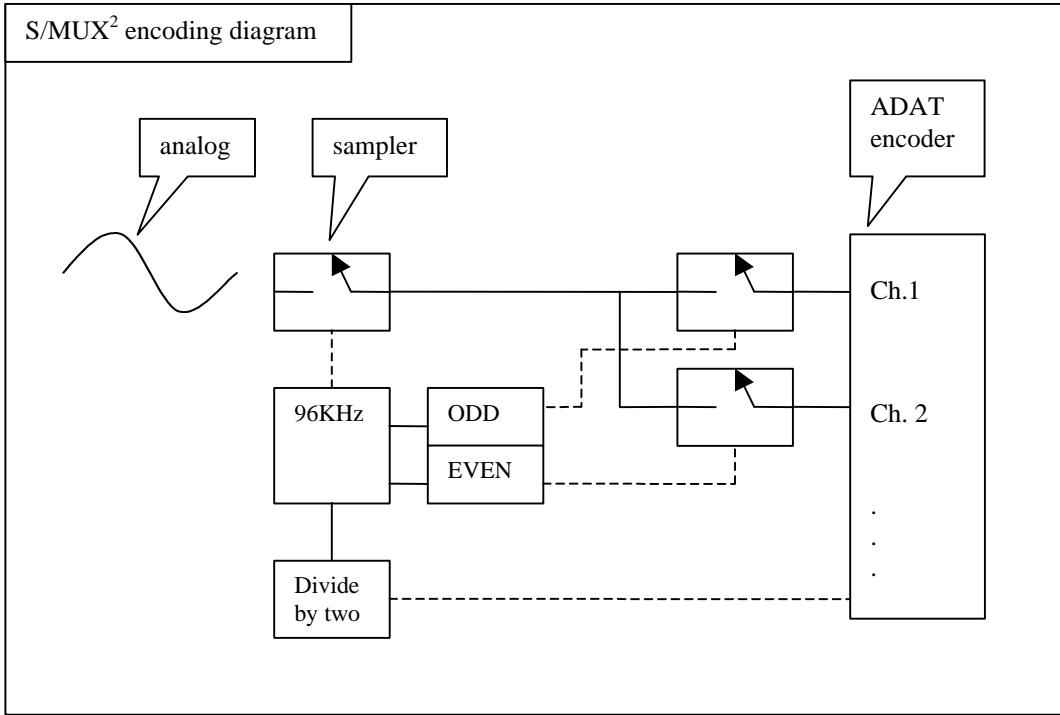 S/MUX² encoding diagram
analog
sampler
ADAT
encoder
Ch.1
96KHz
ODD
Ch. 2
EVEN
.
.
.
Divide
by two